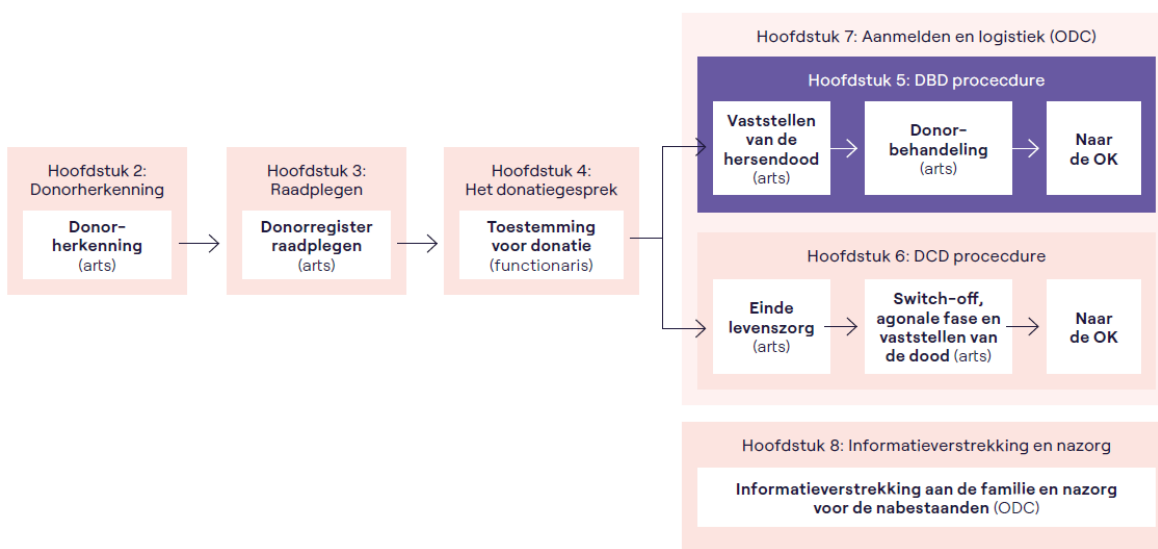 Hoofdstuk 2:
Donorherkenning
Donor-
herkenning
(arts)
Hoofdstuk 3:
Raadplegen
Donorregister
raadplegen
(arts)
Hoofdstuk 4:
Het donatiegesprek
Toestemming
voor donatie
(functionaris)
Hoofdstuk 7: Aanmelden en logistiek (ODC)
Hoofdstuk 5: DBD procecdure
Vaststellen
van de
hersendood
(arts)
Donor-
behandeling
(arts)
Naar
de OK
Hoofdstuk 6: DCD procecdure
Einde
levenszorg
(arts)
Switch-off,
agonale fase en
vaststellen van
de dood (arts)
Naar
de OK
Hoofdstuk 8: Informatieverstrekking en nazorg
Informatieverstrekking aan de familie en nazorg
voor de nabestaanden (ODC)